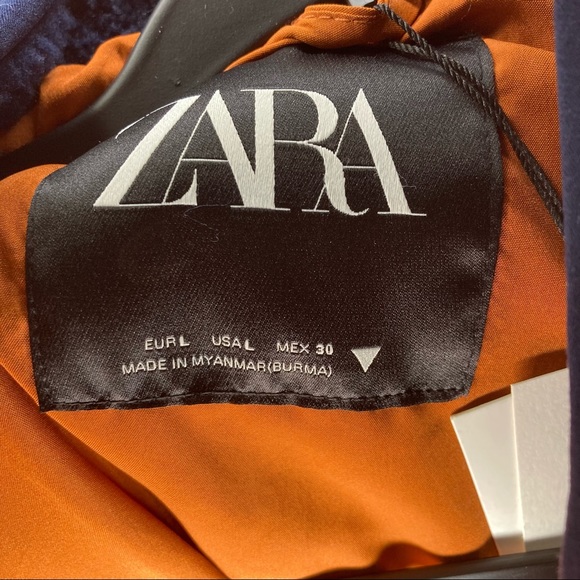 ZARA
EUR L USA L MEX 30
MADE IN MYANMAR(BURMA)